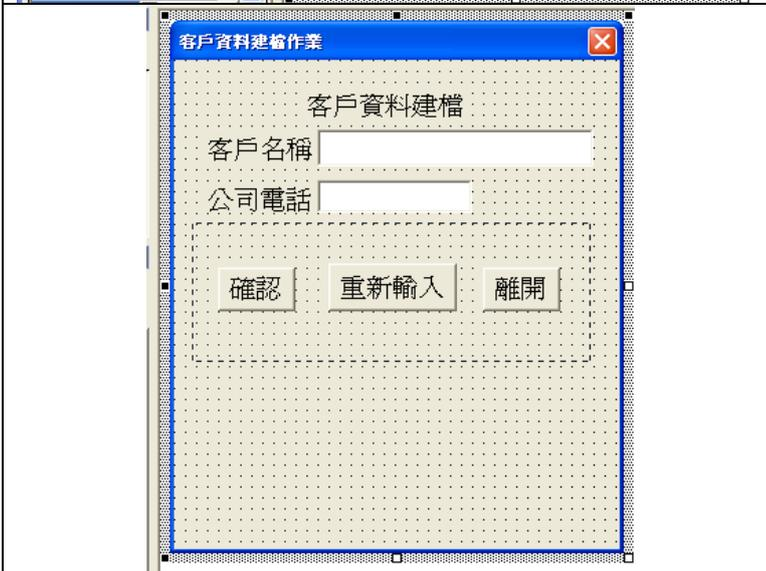 客戶資料建檔作業
客戶資料建檔
客戶名稱
公司電話
確認 重新輸入 離開